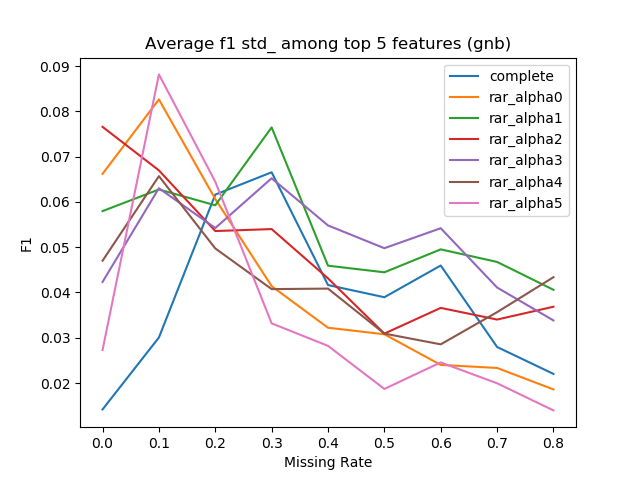 Average f1 std_ among top 5 features (gnb)
F1
0.09
0.08
0.07
0.06
0.05
0.04
0.03
0.02
complete
rar_alpha0
rar_alpha1
rar_alpha2
rar_alpha3
rar_alpha4
rar_alpha5
0.0 0.1 0.2 0.3 0.4 0.5 0.6 0.7 0.8
Missing Rate